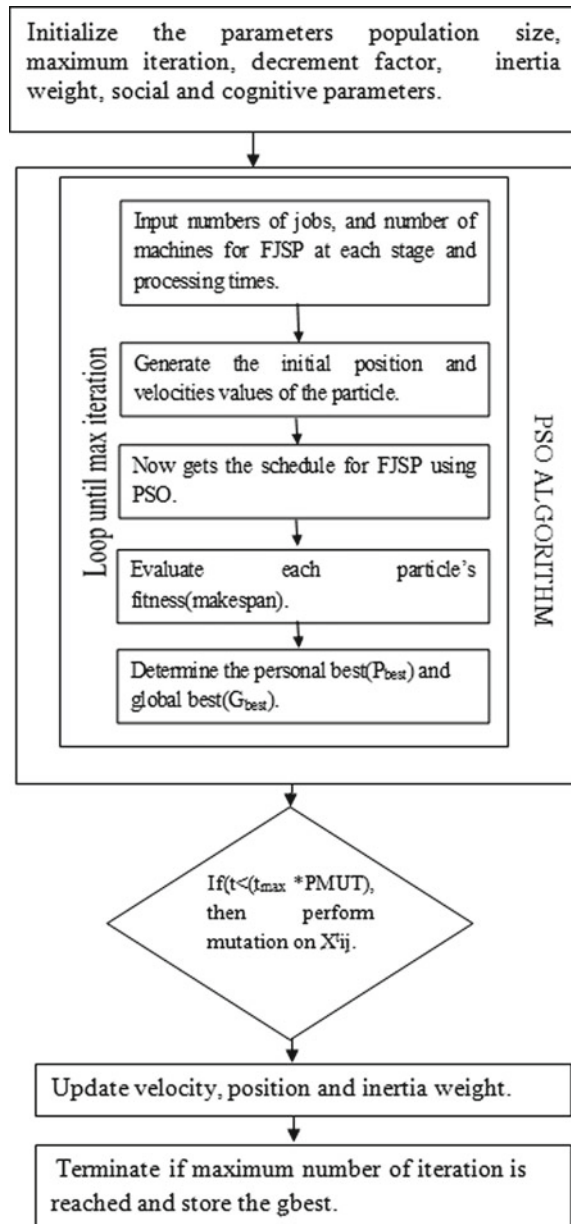 Initialize the parameters population size,
maximum iteration, decrement factor, inertia
weight, social and cognitive parameters.
Loop until max iteration
Input numbers of jobs, and number of
machines for FJSP at each stage and
processing times.
Generate the initial position and
velocities values of the particle.
Now gets the schedule for FJSP using
PSO.
Evaluate each particle's
fitness(makespan).
Determine the personal best(Pbest) and
global best(Gbest).
PSO ALGORITHM
If(t<(tmax *PMUT),
then perform
mutation on Xᵗij.
Update velocity, position and inertia weight.
Terminate if maximum number of iteration is
reached and store the gbest.